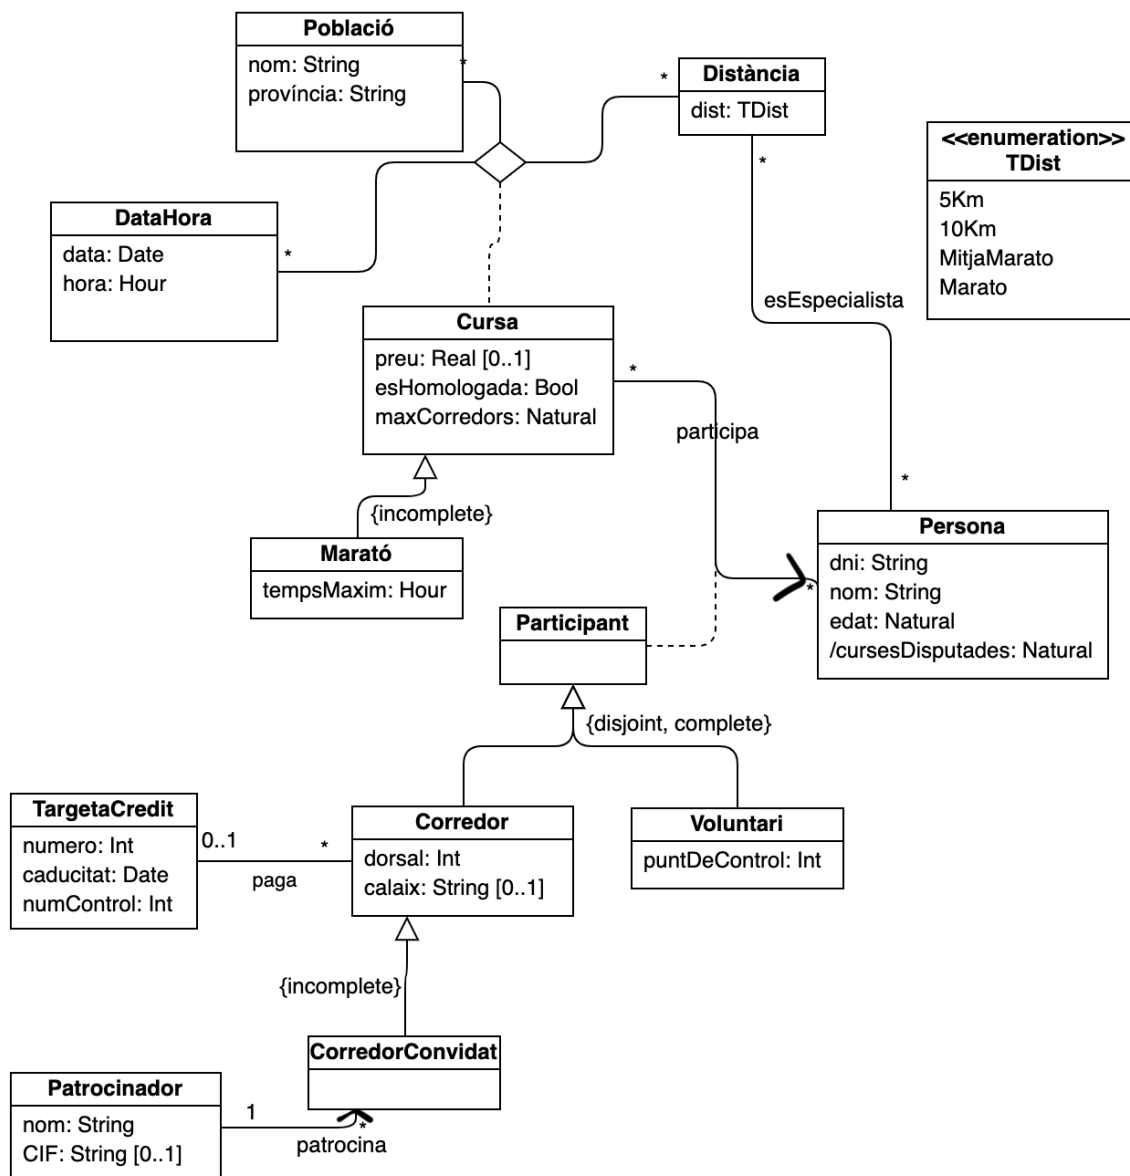 Població
nom: String
província: String
*
Distància
dist: TDist
*
*
<<enumeration>>
TDist
5Km
10Km
MitjaMarato
Marato
DataHora
data: Date
hora: Hour
*
esEspecialista
Cursa
preu: Real [0..1]
esHomologada: Bool
maxCorredors: Natural
*
participa
*
{incomplete}
Marató
tempsMaxim: Hour
Persona
dni: String
nom: String
edat: Natural
/cursesDisputades: Natural
*
Participant
{disjoint, complete}
TargetaCredit
numero: Int
caducitat: Date
numControl: Int
0..1
*
paga
Corredor
dorsal: Int
calaix: String [0..1]
Voluntari
puntDeControl: Int
{incomplete}
CorredorConvidat
Patrocinador
nom: String
CIF: String [0..1]
1
*
patrocina